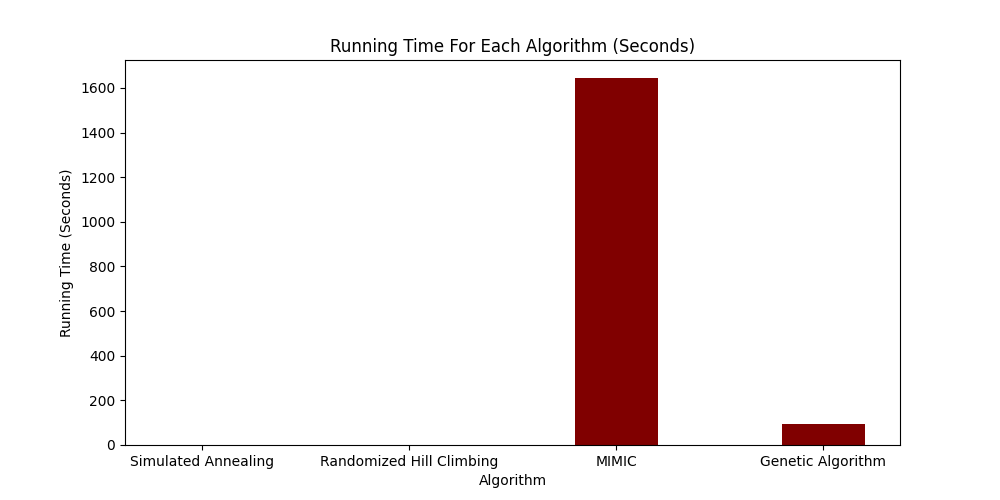 Running Time For Each Algorithm (Seconds)
Running Time (Seconds)
1600
1400
1200
1000
800
600
400
200
0
Simulated Annealing Randomized Hill Climbing MIMIC Genetic Algorithm
Algorithm